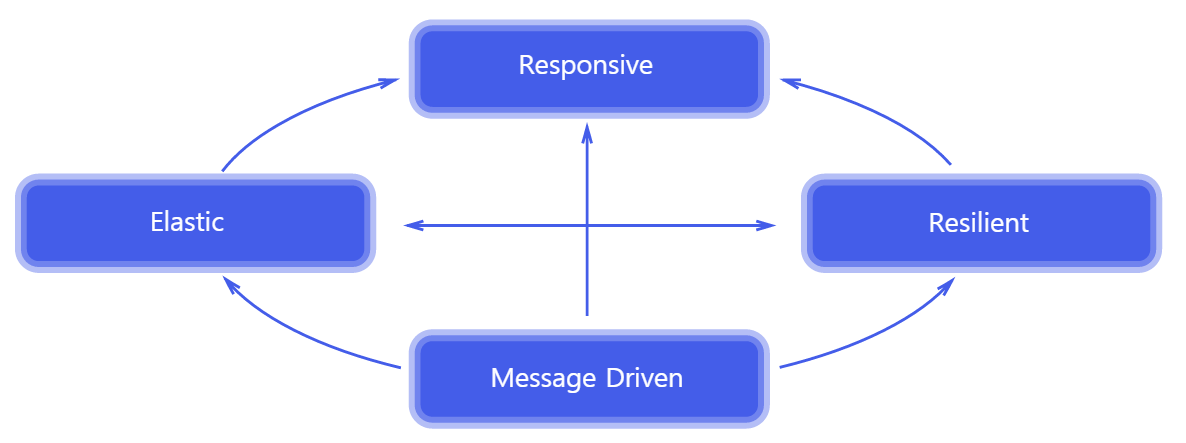 Responsive
Elastic
Resilient
Message Driven